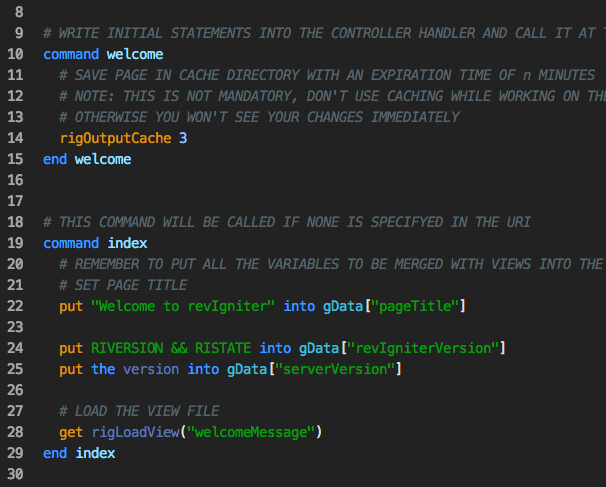 8
9 # WRITE INITIAL STATEMENTS INTO THE CONTROLLER HANDLER AND CALL IT AT
10 command welcome
11 # SAVE PAGE IN CACHE DIRECTORY WITH AN EXPIRATION TIME OF n MINUTES
12 # NOTE: THIS IS NOT MANDATORY, DON'T USE CACHING WHILE WORKING ON THE
13 # OTHERWISE YOU WON'T SEE YOUR CHANGES IMMEDIATELY
14 rigOutputCache 3
15 end welcome
16
17
18 # THIS COMMAND WILL BE CALLED IF NONE IS SPECIFYED IN THE URI
19 command index
20 # REMEMBER TO PUT ALL THE VARIABLES TO BE MERGED WITH VIEWS INTO THE
21 # SET PAGE TITLE
22 put "Welcome to revIgniter" into gData["pageTitle"]
23
24 put RIVERSION && RISTATE into gData["revIgniterVersion"]
25 put the version into gData["serverVersion"]
26
27 # LOAD THE VIEW FILE
28 get rigLoadView("welcomeMessage")
29 end index
30